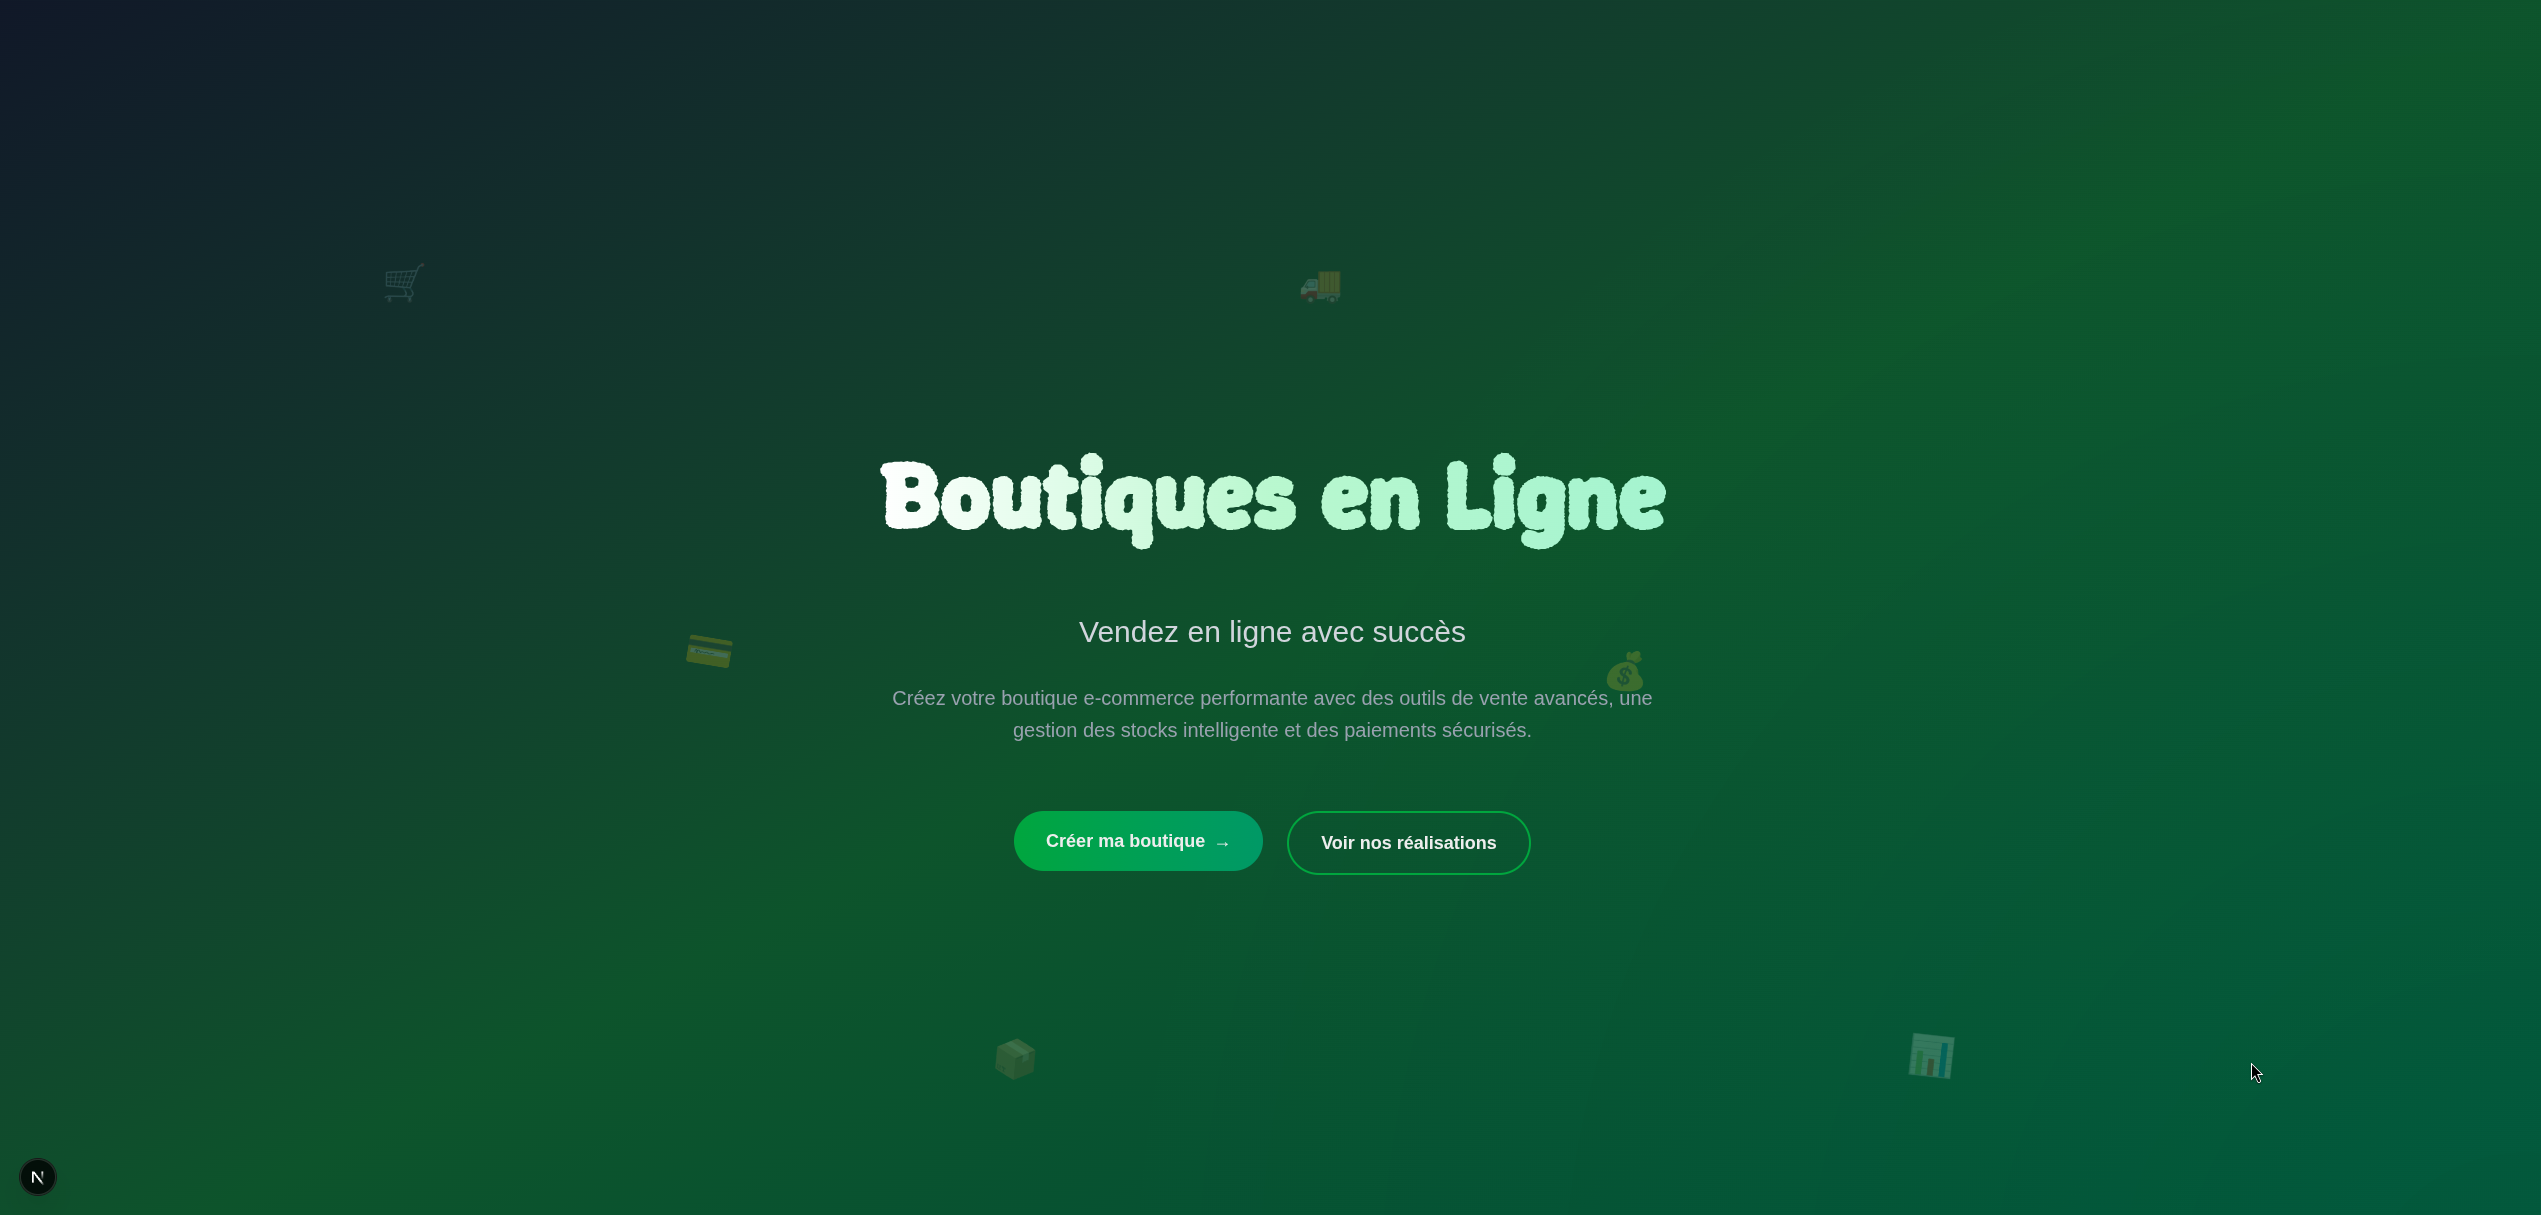 Boutiques en Ligne
Vendez en ligne avec succès
Créez votre boutique e-commerce performante avec des outils de vente avancés, une
gestion des stocks intelligente et des paiements sécurisés.
Créer ma boutique →
Voir nos réalisations
N